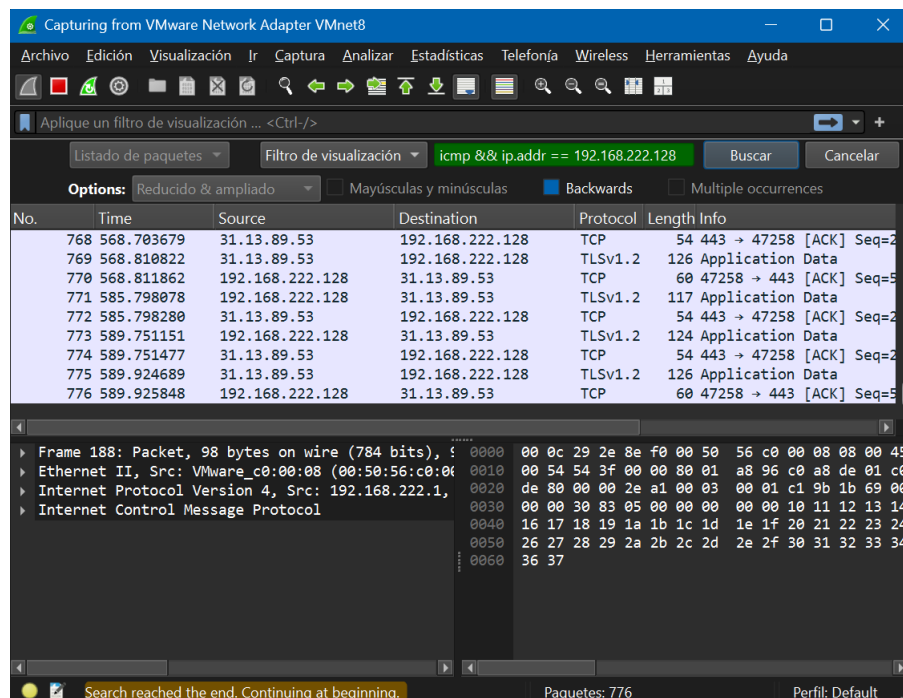 Capturing from VMware Network Adapter VMnet8
Archivo Edición Visualización Ir Captura Analizar Estadísticas Telefonía Wireless Herramientas Ayuda
Aplique un filtro de visualización ... <Ctrl-/>
Listado de paquetes Filtro de visualización icmp && ip.addr == 192.168.222.128 Buscar Cancelar
Options: Reducido & ampliado Mayúsculas y minúsculas Backwards Multiple occurrences
No. Time Source Destination Protocol Length Info
768 568.703679 31.13.89.53 192.168.222.128 TCP 54 443 → 47258 [ACK] Seq=2
769 568.810822 31.13.89.53 192.168.222.128 TLSv1.2 126 Application Data
770 568.811862 192.168.222.128 31.13.89.53 TCP 60 47258 → 443 [ACK] Seq=5
771 585.798078 192.168.222.128 31.13.89.53 TLSv1.2 117 Application Data
772 585.798280 31.13.89.53 192.168.222.128 TCP 54 443 → 47258 [ACK] Seq=2
773 589.751151 192.168.222.128 31.13.89.53 TLSv1.2 124 Application Data
774 589.751477 31.13.89.53 192.168.222.128 TCP 54 443 → 47258 [ACK] Seq=2
775 589.924689 31.13.89.53 192.168.222.128 TLSv1.2 126 Application Data
776 589.925848 192.168.222.128 31.13.89.53 TCP 60 47258 → 443 [ACK] Seq=5
Frame 188: Packet, 98 bytes on wire (784 bits), 9
Ethernet II, Src: VMware_c0:00:08 (00:50:56:c0:00
Internet Protocol Version 4, Src: 192.168.222.1,
Internet Control Message Protocol
0000 00 0c 29 2e 8e f0 00 50 56 c0 00 08 08 00 45
0010 00 54 54 3f 00 00 80 01 a8 96 c0 a8 de 01 c0
0020 de 80 00 00 2e a1 00 03 00 01 c1 9b 1b 69 00
0030 00 00 30 83 05 00 00 00 00 00 10 11 12 13 14
0040 16 17 18 19 1a 1b 1c 1d 1e 1f 20 21 22 23 24
0050 26 27 28 29 2a 2b 2c 2d 2e 2f 30 31 32 33 34
0060 36 37
Search reached the end. Continuing at beginning. Paquetes: 776 Perfil: Default